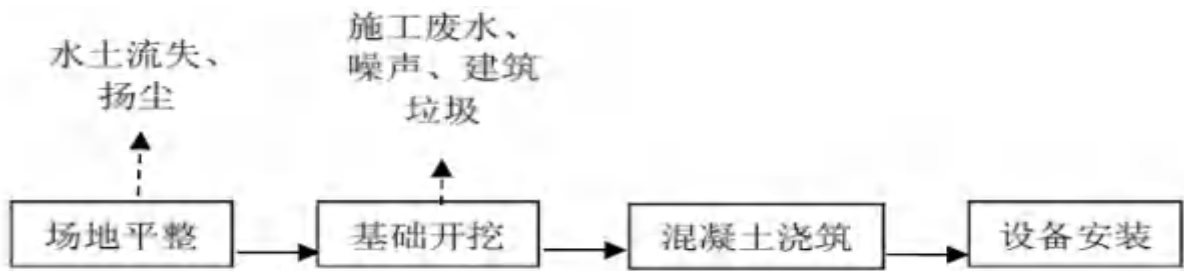 水土流失、
扬尘
施工废水、
噪声、建筑
垃圾
场地平整
基础开挖
混凝土浇筑
设备安装